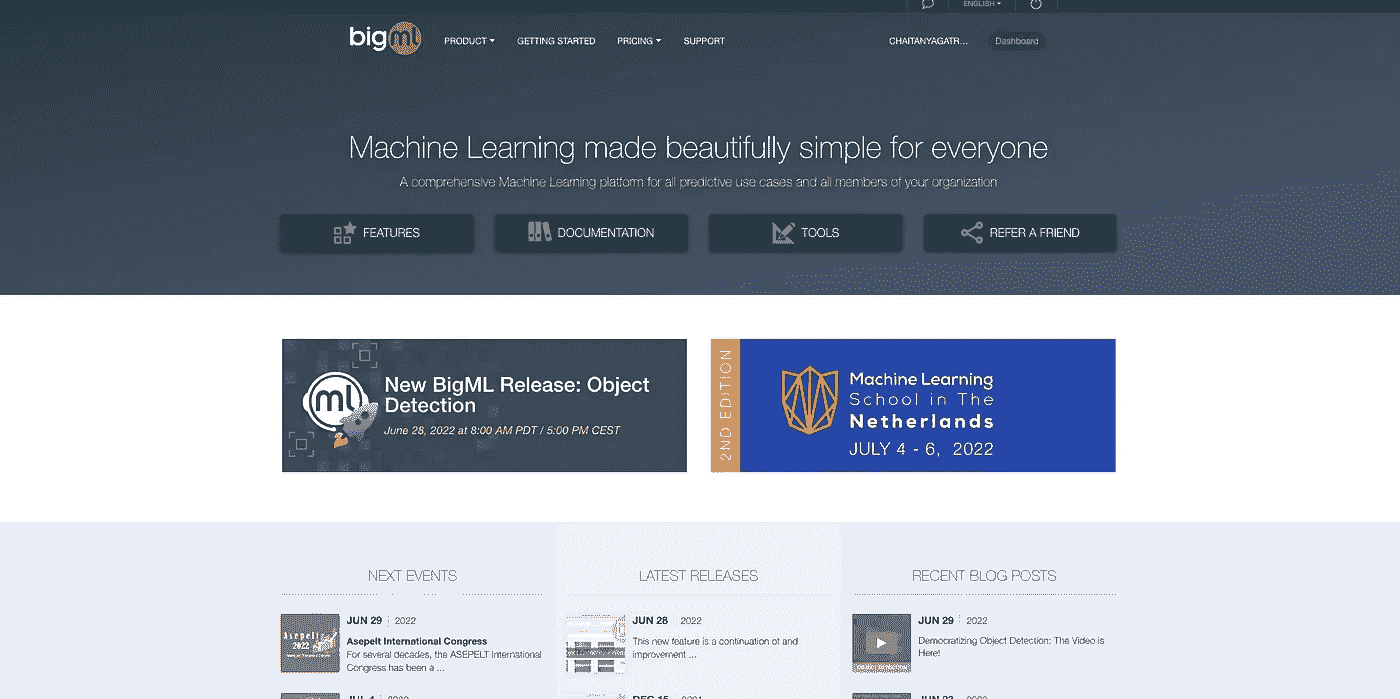 ENGLISH
bigml
PRODUCT GETTING STARTED PRICING SUPPORT CHAITANYAGATR... Dashboard
Machine Learning made beautifully simple for everyone
A comprehensive Machine Learning platform for all predictive use cases and all members of your organization
FEATURES DOCUMENTATION TOOLS REFER A FRIEND
ml
New BigML Release: Object
Detection
June 28, 2022 at 8:00 AM PDT / 5:00 PM CEST
2ND EDITION
Machine Learning
School in The
Netherlands
JULY 4 - 6, 2022
NEXT EVENTS
Asepelt
2022
JUN 29 2022
Asepelt International Congress
For several decades, the ASEPELT International
Congress has been a ...
LATEST RELEASES
JUN 28 2022
This new feature is a continuation of and
improvement ...
RECENT BLOG POSTS
JUN 29 2022
Democratizing Object Detection: The Video is
Here!